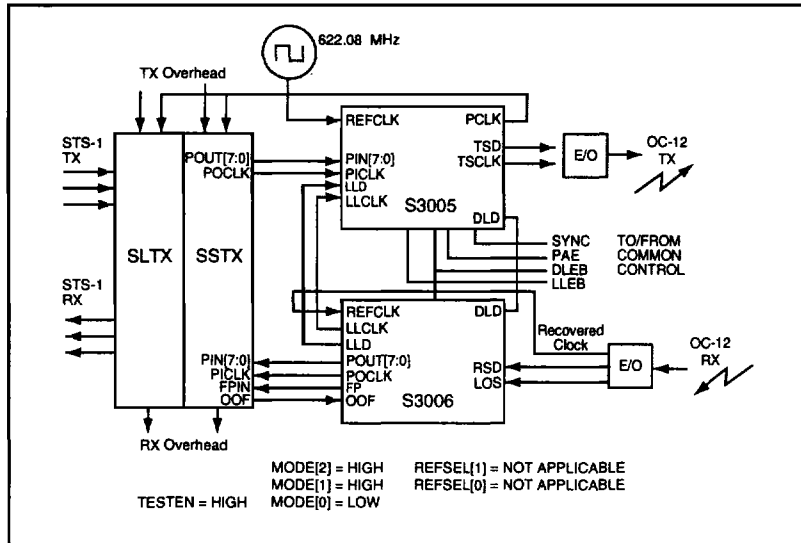 622.08 MHz
TX Overhead
REFCLK
PCLK
STS-1
TX
POUT[7:0]
POCLK
PIN[7:0]
PICLK
LLD
LLCLK
TSD
TSCLK
E/O
OC-12
TX
S3005
DLD
SLTX
SSTX
SYNC
PAE
DLEB
LLEB
TO/FROM
COMMON
CONTROL
STS-1
RX
REFCLK
LLCLK
LLD
DLD
Recovered
Clock
OC-12
RX
PIN[7:0]
PICLK
FPIN
OOF
POUT[7:0]
POCLK
FP
OOF
RSD
LOS
E/O
S3006
RX Overhead
MODE[2] = HIGH REFSEL[1] = NOT APPLICABLE
MODE[1] = HIGH REFSEL[0] = NOT APPLICABLE
TESTEN = HIGH MODE[0] = LOW